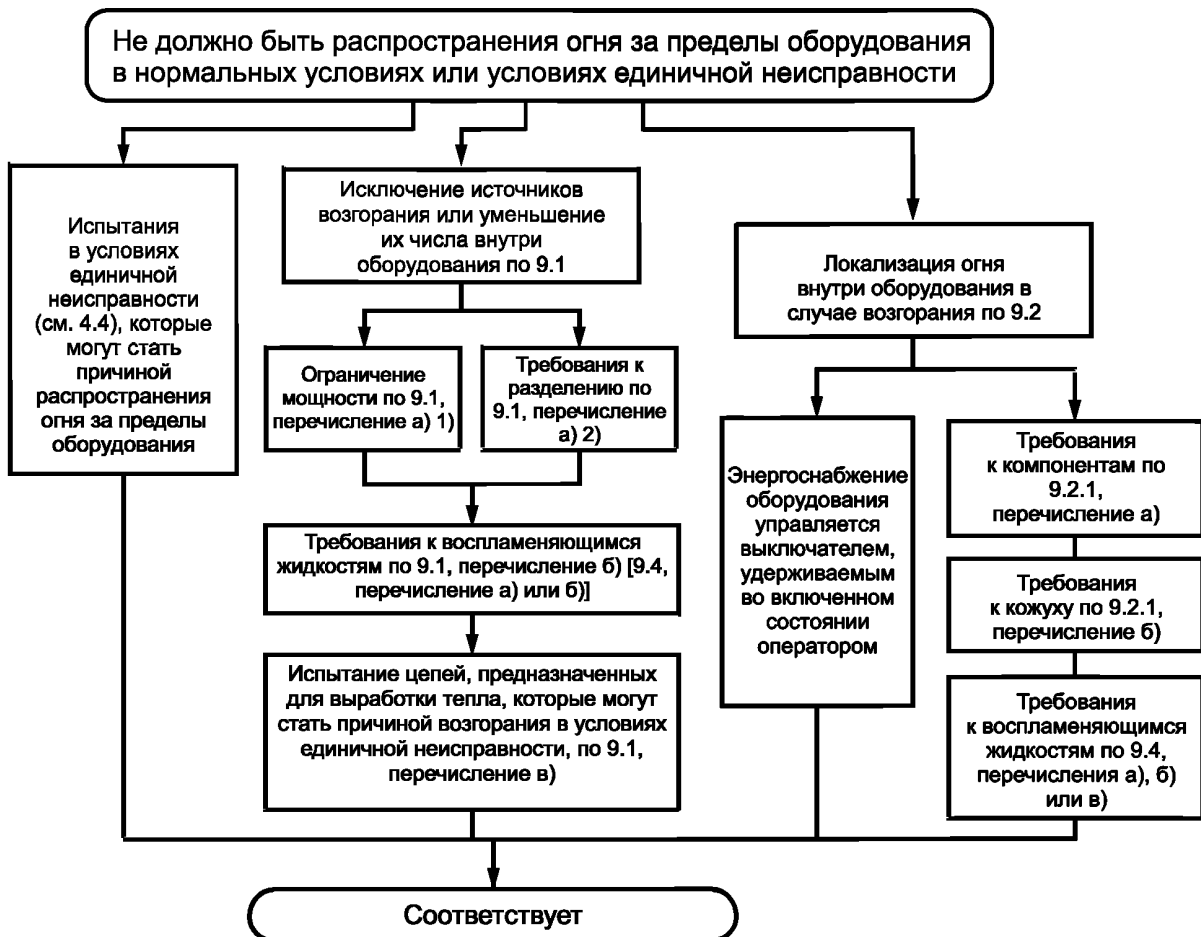 Не должно быть распространения огня за пределы оборудования
в нормальных условиях или условиях единичной неисправности
Испытания
в условиях
единичной
неисправности
(см. 4.4), которые
могут стать
причиной
распространения
огня за пределы
оборудования
Исключение источников
возгорания или уменьшение
их числа внутри
оборудования по 9.1
Ограничение
мощности по 9.1,
перечисление а) 1)
Требования к
разделению по
9.1, перечисление
а) 2)
Требования к воспламеняющимся
жидкостям по 9.1, перечисление б) [9.4,
перечисление а) или б)]
Испытание цепей, предназначенных
для выработки тепла, которые могут
стать причиной возгорания в условиях
единичной неисправности, по 9.1,
перечисление в)
Локализация огня
внутри оборудования в
случае возгорания по 9.2
Энергоснабжение
оборудования
управляется
выключателем,
удерживаемым
во включенном
состоянии
оператором
Требования
к компонентам по
9.2.1,
перечисление а)
Требования
к кожуху по 9.2.1,
перечисление б)
Требования
к воспламеняющимся
жидкостям по 9.4,
перечисления а), б)
или в)
Соответствует